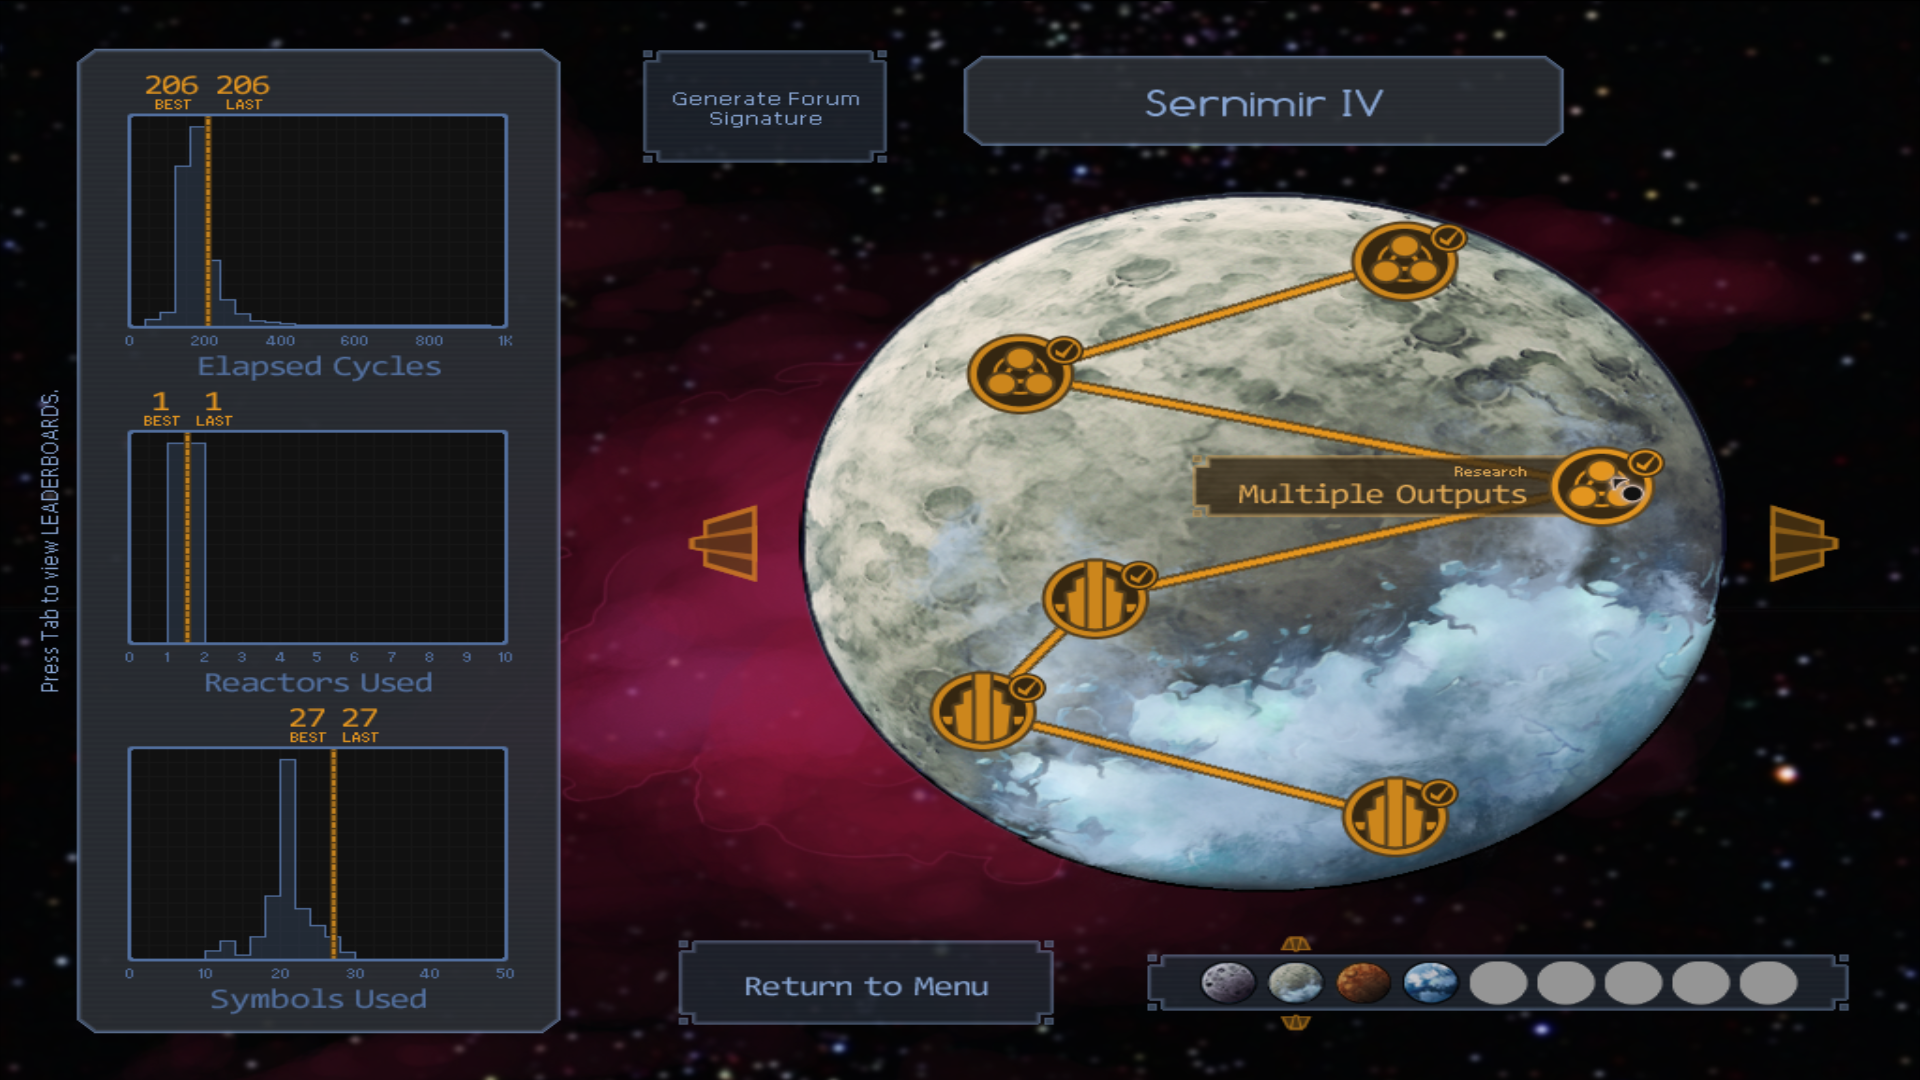 Press Tab to view LEADERBOARDS.
206 206
BEST LAST
0 200 400 600 800 1K
Elapsed Cycles
1 1
BEST LAST
0 1 2 3 4 5 6 7 8 9 10
Reactors Used
27 27
BEST LAST
0 10 20 30 40 50
Symbols Used
Generate Forum
Signature
Sernimir IV
Research
Multiple Outputs
Return to Menu